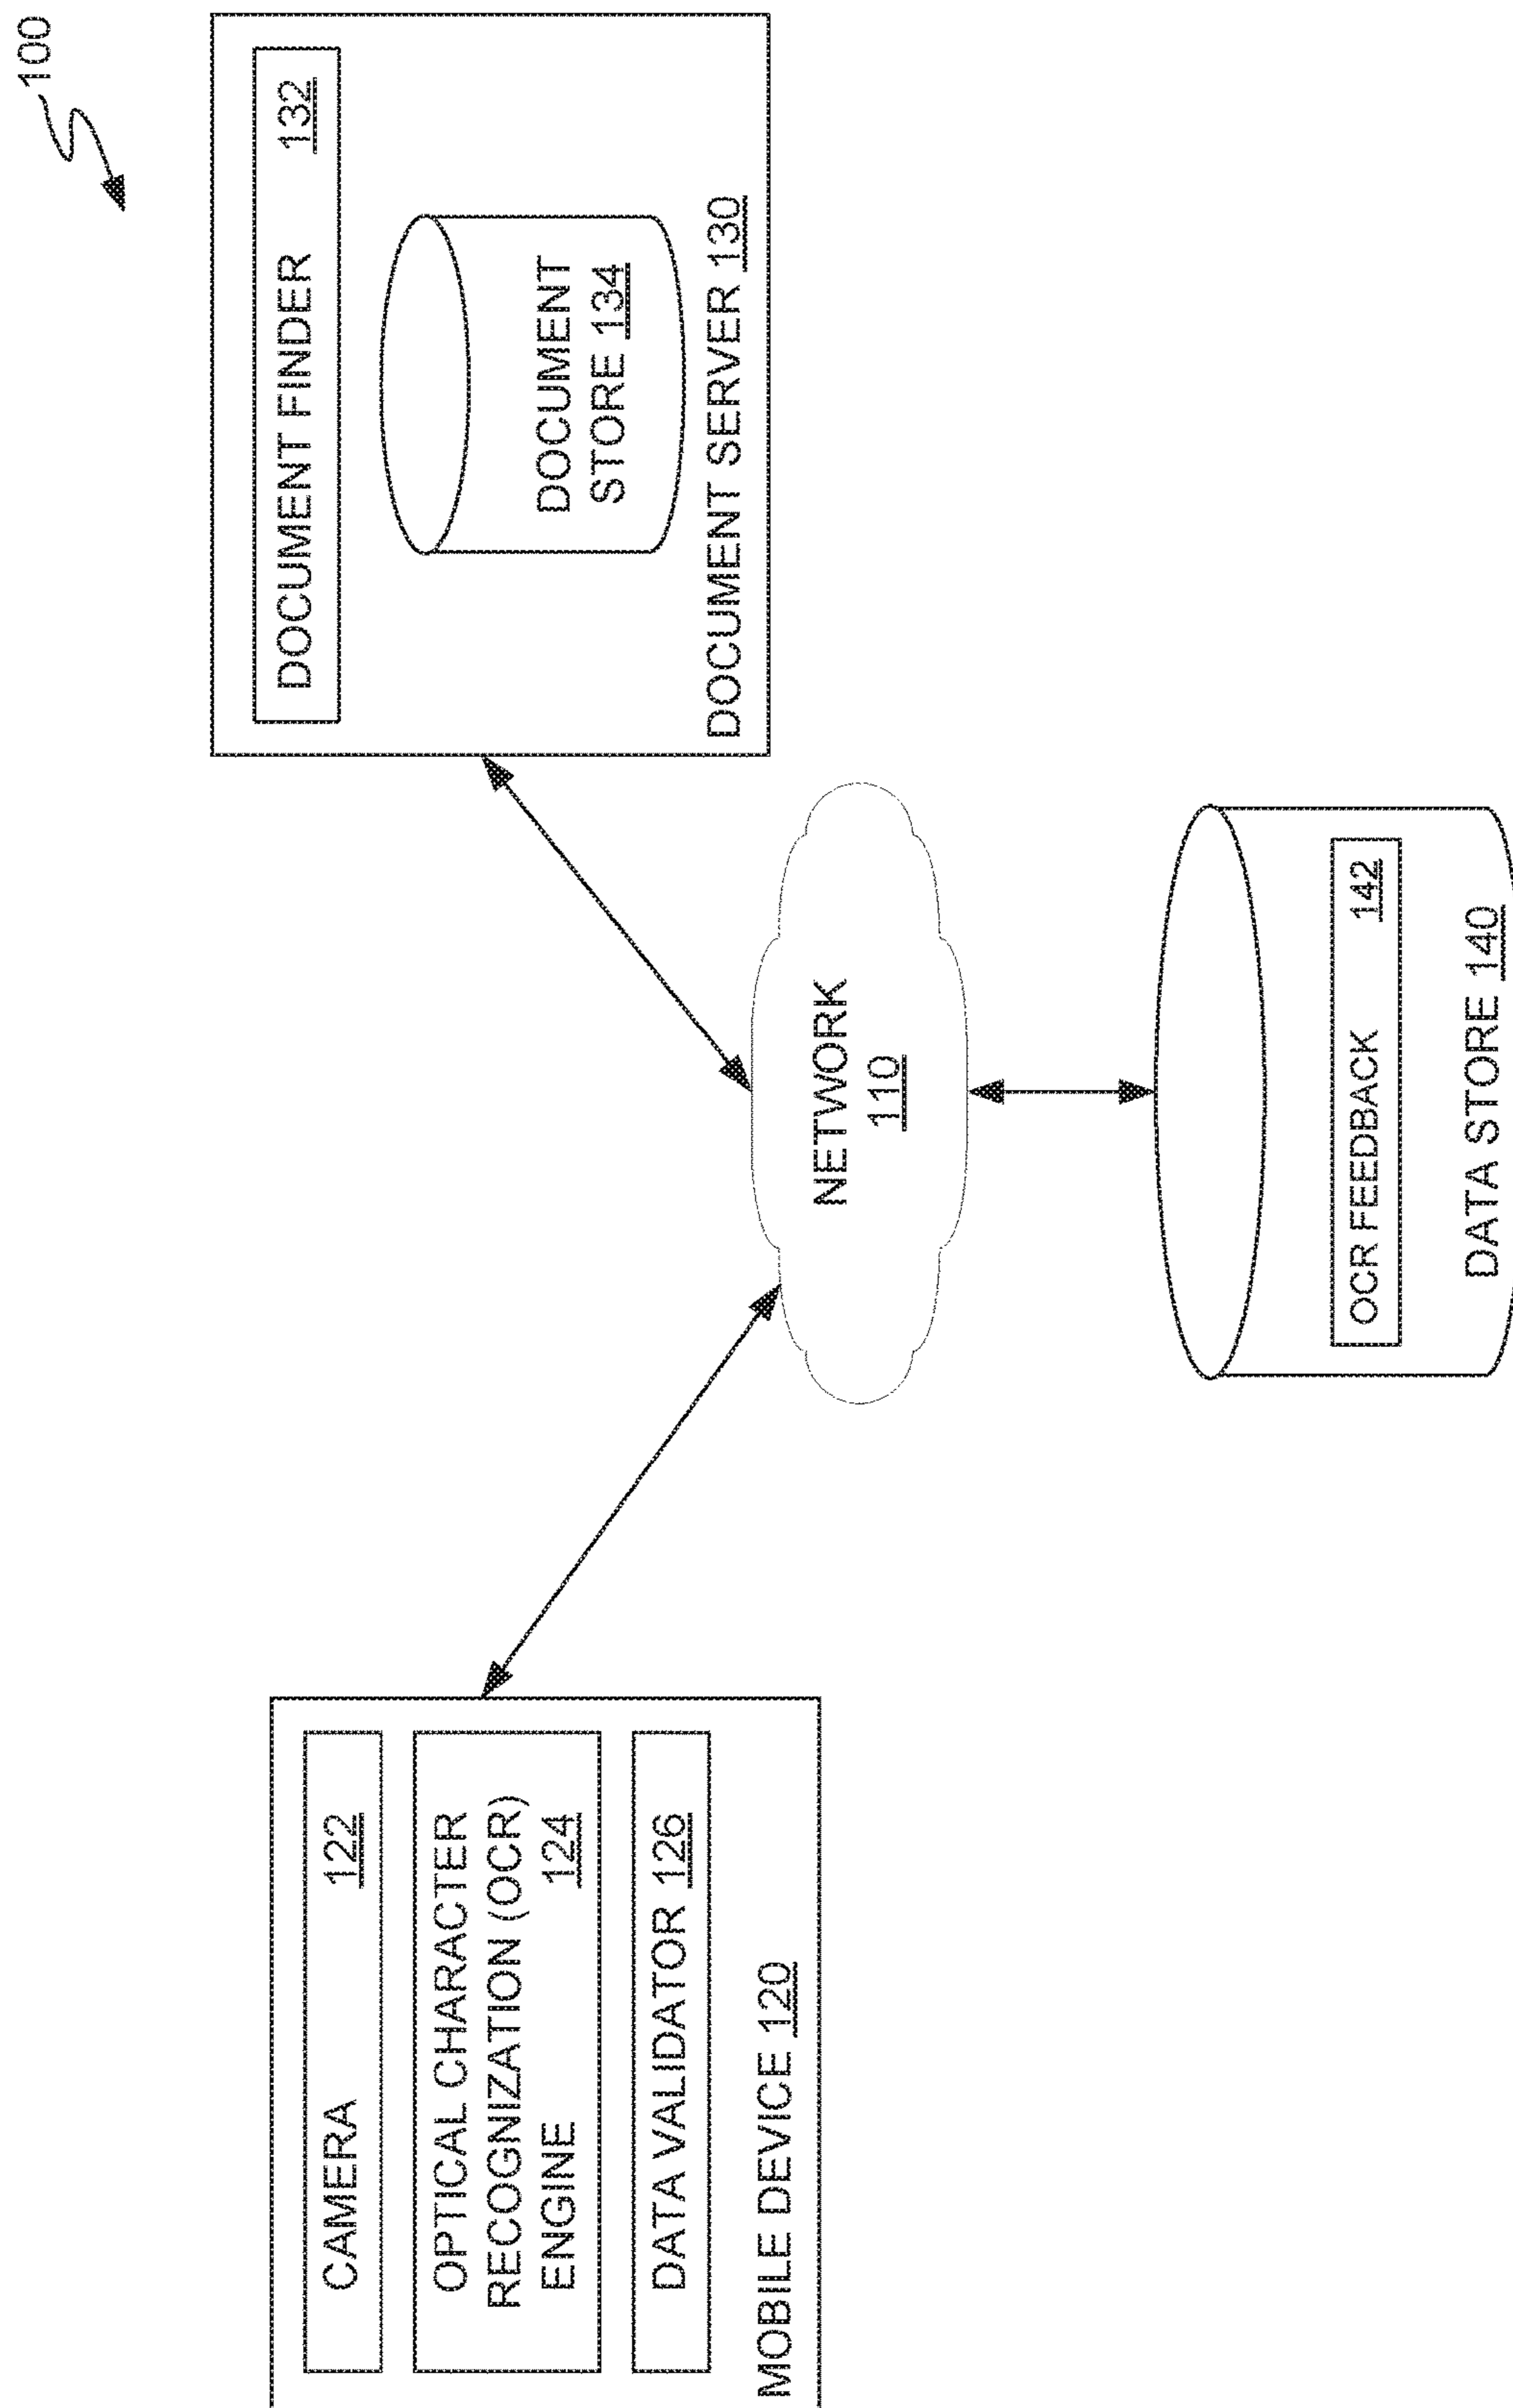 100
CAMERA 122
OPTICAL CHARACTER
RECOGNIZATION (OCR)
ENGINE 124
DATA VALIDATOR 126
MOBILE DEVICE 120
NETWORK
110
DOCUMENT FINDER 132
DOCUMENT
STORE 134
DOCUMENT SERVER 130
OCR FEEDBACK 142
DATA STORE 140